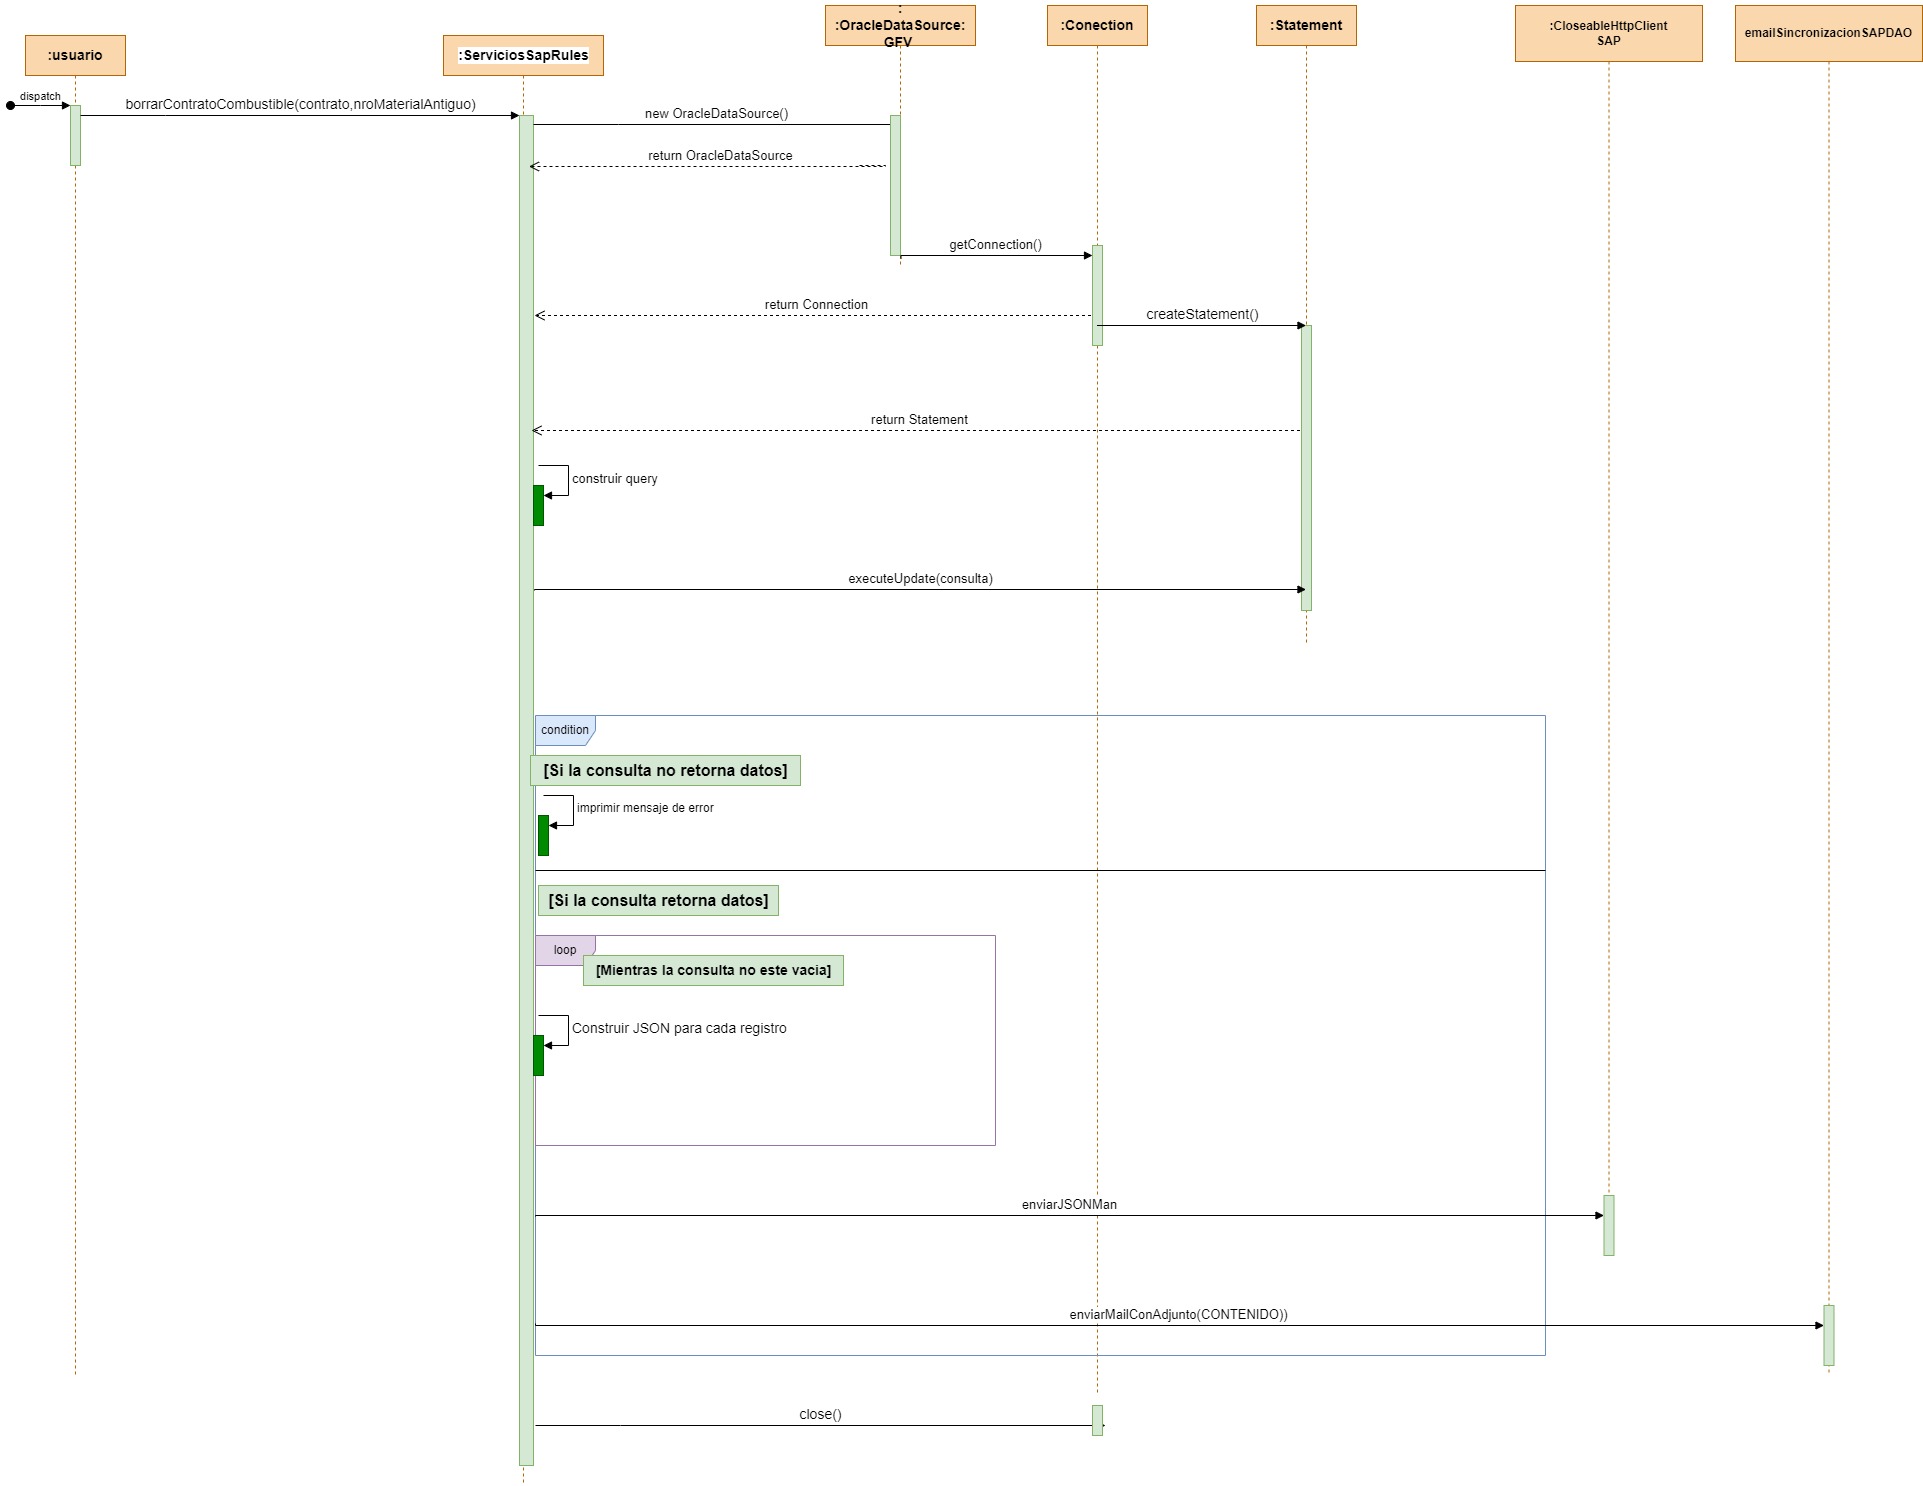 :
:OracleDataSource:
GFV
:Conection
:Statement
:CloseableHttpClient
SAP
emailSincronizacionSAPDAO
:usuario
:ServiciosSapRules
dispatch
borrarContratoCombustible(contrato,nroMaterialAntiguo)
new OracleDataSource()
return OracleDataSource
getConnection()
return Connection
createStatement()
return Statement
construir query
executeUpdate(consulta)
condition
[Si la consulta no retorna datos]
imprimir mensaje de error
[Si la consulta retorna datos]
loop
[Mientras la consulta no este vacia]
Construir JSON para cada registro
enviarJSONMan
enviarMailConAdjunto(CONTENIDO))
close()